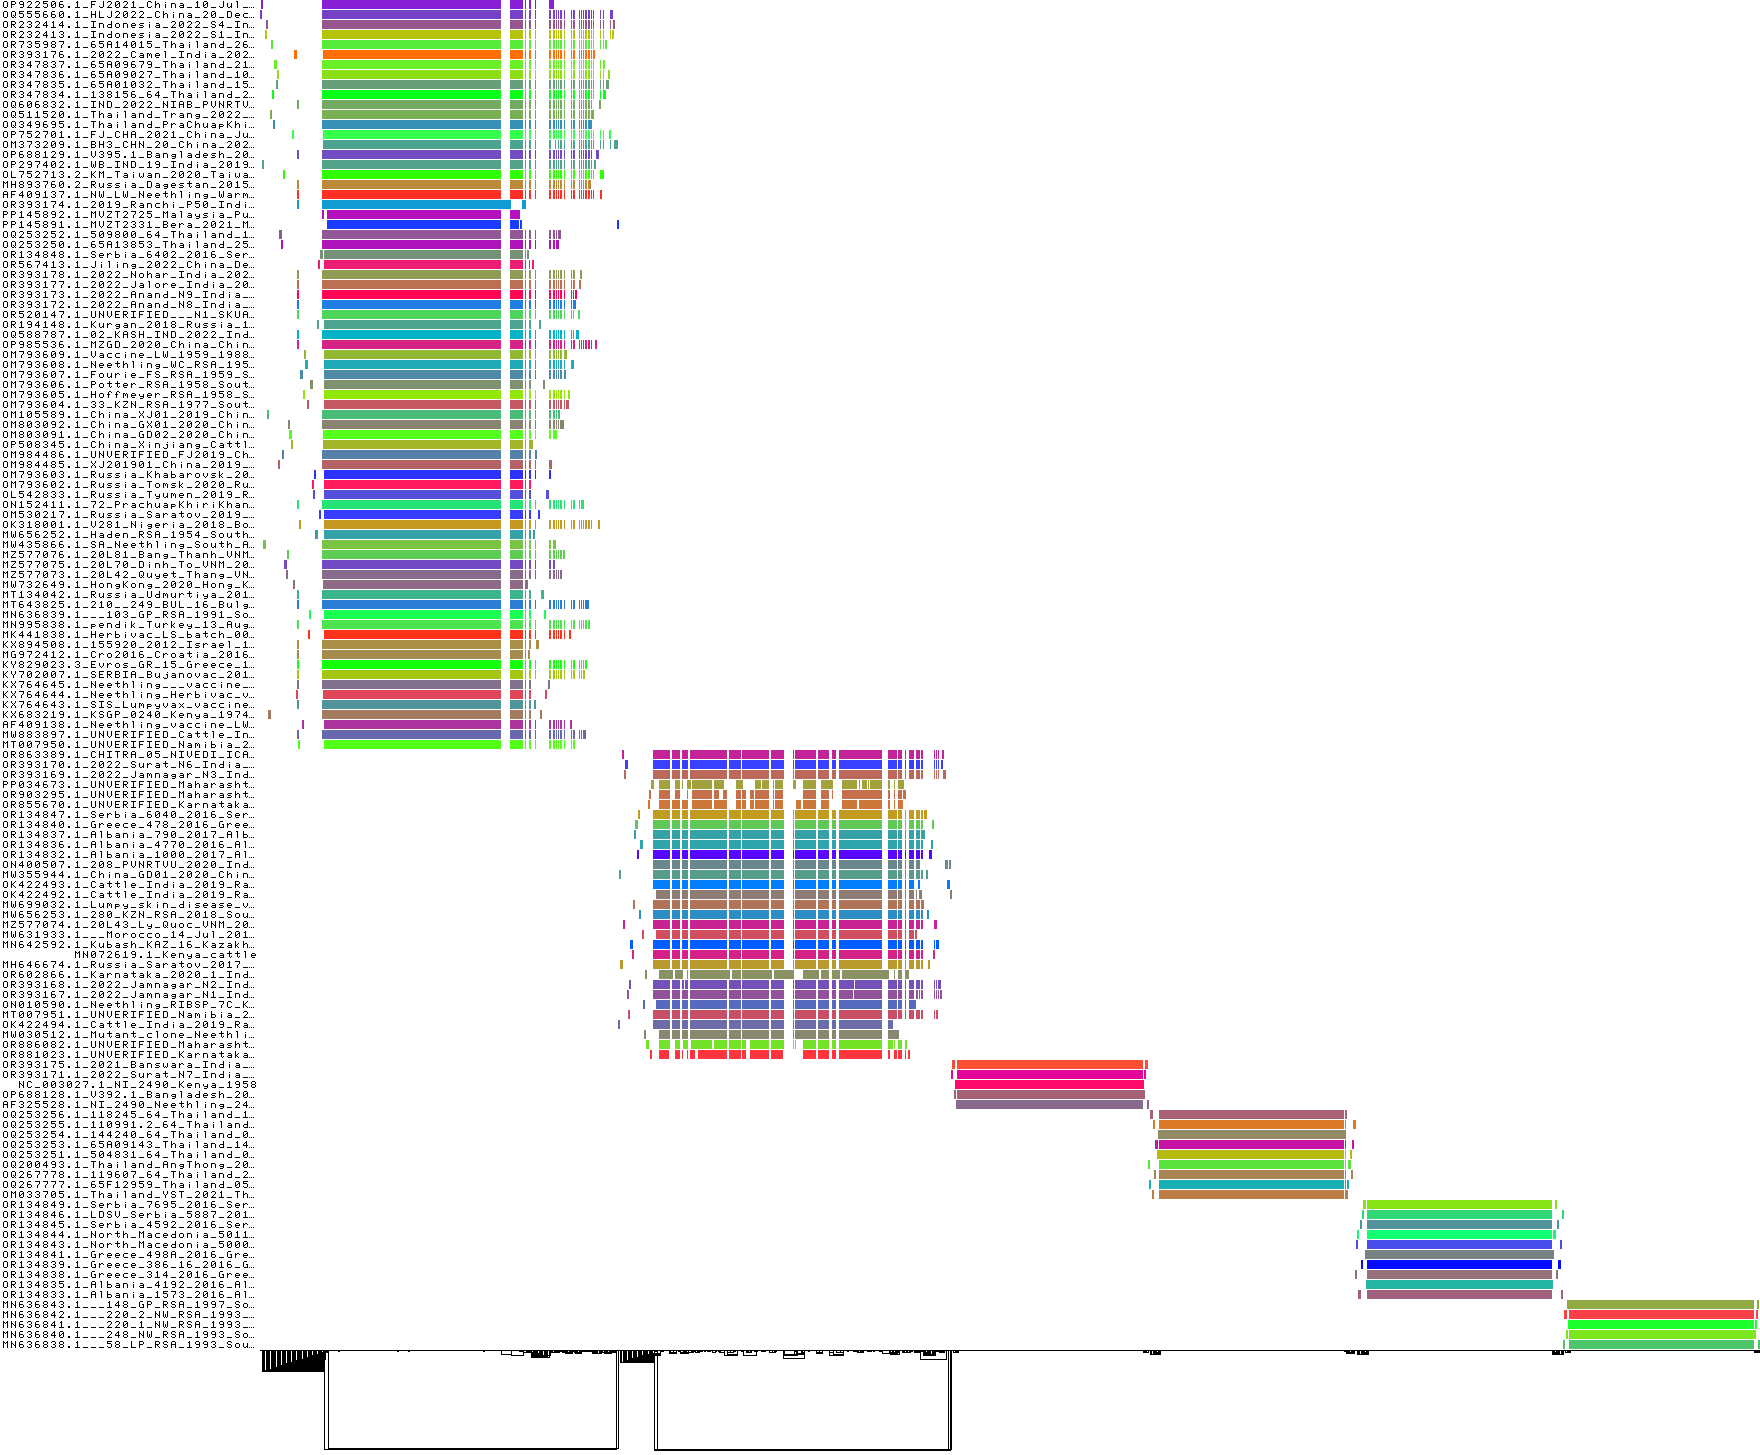 OP922506.1_FJ2021_China_10_Jul_…
OQ555660.1_HLJ2022_China_20_Dec…
OR232414.1_Indonesia_2022_S4_In…
OR232413.1_Indonesia_2022_S1_In…
OR735987.1_65A14015_Thailand_26…
OR393176.1_2022_Camel_India_202…
OR347837.1_65A09679_Thailand_21…
OR347836.1_65A09027_Thailand_10…
OR347835.1_65A01032_Thailand_15…
OR347834.1_138156_64_Thailand_2…
OQ606832.1_IND_2022_NIAB_PVNRTV…
OQ511520.1_Thailand_Trang_2022_…
OQ349695.1_Thailand_PraChuapKhi…
OP752701.1_FJ_CHA_2021_China_Ju…
OM373209.1_BH3_CHN_20_China_202…
OP688129.1_V395.1_Bangladesh_20…
OP297402.1_WB_IND_19_India_2019…
OL752713.2_KM_Taiwan_2020_Taiwa…
MH893760.2_Russia_Dagestan_2015…
AF409137.1_NW_LW_Neethling_Warm…
OR393174.1_2019_Ranchi_P50_Indi…
PP145892.1_MVZT2725_Malaysia_Pu…
PP145891.1_MVZT2331_Bera_2021_M…
OQ253252.1_509800_64_Thailand_1…
OQ253250.1_65A13853_Thailand_25…
OR134848.1_Serbia_6402_2016_Ser…
OR567413.1_Jiling_2022_China_De…
OR393178.1_2022_Nohar_India_202…
OR393177.1_2022_Jalore_India_20…
OR393173.1_2022_Anand_N9_India_…
OR393172.1_2022_Anand_N8_India_…
OR520147.1_UNVERIFIED___N1_SKUA…
OR194148.1_Kurgan_2018_Russia_1…
OQ588787.1_02_KASH_IND_2022_Ind…
OP985536.1_MZGD_2020_China_Chin…
OM793609.1_Vaccine_LW_1959_1988…
OM793608.1_Neethling_WC_RSA_195…
OM793607.1_Fourie_FS_RSA_1959_S…
OM793606.1_Potter_RSA_1958_Sout…
OM793605.1_Hoffmeyer_RSA_1958_S…
OM793604.1_33_KZN_RSA_1977_Sout…
OM105589.1_China_XJ01_2019_Chin…
OM803092.1_China_GX01_2020_Chin…
OM803091.1_China_GD02_2020_Chin…
OP508345.1_China_Xinjiang_Cattl…
OM984486.1_UNVERIFIED_FJ2019_Ch…
OM984485.1_XJ201901_China_2019_…
OM793603.1_Russia_Khabarovsk_20…
OM793602.1_Russia_Tomsk_2020_Ru…
OL542833.1_Russia_Tyumen_2019_R…
ON152411.1_72_PrachuapKhiriKhan…
OM530217.1_Russia_Saratov_2019_…
OK318001.1_V281_Nigeria_2018_Bo…
MW656252.1_Haden_RSA_1954_South…
MW435866.1_SA_Neethling_South_A…
MZ577076.1_20L81_Bang_Thanh_VNM…
MZ577075.1_20L70_Dinh_To_VNM_20…
MZ577073.1_20L42_Quyet_Thang_VN…
MW732649.1_HongKong_2020_Hong_K…
MT134042.1_Russia_Udmurtiya_201…
MT643825.1_210__249_BUL_16_Bulg…
MN636839.1___103_GP_RSA_1991_So…
MN995838.1_pendik_Turkey_13_Aug…
MK441838.1_Herbivac_LS_batch_00…
KX894508.1_155920_2012_Israel_1…
MG972412.1_Cro2016_Croatia_2016…
KY829023.3_Evros_GR_15_Greece_1…
KY702007.1_SERBIA_Bujanovac_201…
KX764645.1_Neethling___vaccine_…
KX764644.1_Neethling_Herbivac_v…
KX764643.1_SIS_Lumpyvax_vaccine…
KX683219.1_KSGP_0240_Kenya_1974…
AF409138.1_Neethling_vaccine_LW…
MW883897.1_UNVERIFIED_Cattle_In…
MT007950.1_UNVERIFIED_Namibia_2…
OR863389.1_CHITRA_05_NIVEDI_ICA…
OR393170.1_2022_Surat_N6_India_…
OR393169.1_2022_Jamnagar_N3_Ind…
PP034673.1_UNVERIFIED_Maharasht…
OR903295.1_UNVERIFIED_Maharasht…
OR855670.1_UNVERIFIED_Karnataka…
OR134847.1_Serbia_6040_2016_Ser…
OR134840.1_Greece_478_2016_Gree…
OR134837.1_Albania_790_2017_Alb…
OR134836.1_Albania_4770_2016_Al…
OR134832.1_Albania_1000_2017_Al…
ON400507.1_208_PVNRTVU_2020_Ind…
MW355944.1_China_GD01_2020_Chin…
OK422493.1_Cattle_India_2019_Ra…
OK422492.1_Cattle_India_2019_Ra…
MW699032.1_Lumpy_skin_disease_v…
MW656253.1_280_KZN_RSA_2018_Sou…
MZ577074.1_20L43_Ly_Quoc_VNM_20…
MW631933.1___Morocco_14_Jul_201…
MN642592.1_Kubash_KAZ_16_Kazakh…
MN072619.1_Kenya_cattle
MH646674.1_Russia_Saratov_2017_…
OR602866.1_Karnataka_2020_1_Ind…
OR393168.1_2022_Jamnagar_N2_Ind…
OR393167.1_2022_Jamnagar_N1_Ind…
ON010590.1_Neethling_RIBSP_7C_K…
MT007951.1_UNVERIFIED_Namibia_2…
OK422494.1_Cattle_India_2019_Ra…
MW030512.1_Mutant_clone_Neethli…
OR886082.1_UNVERIFIED_Maharasht…
OR881023.1_UNVERIFIED_Karnataka…
OR393175.1_2021_Banswara_India_…
OR393171.1_2022_Surat_N7_India_…
NC_003027.1_NI_2490_Kenya_1958
OP688128.1_V392.1_Bangladesh_20…
AF325528.1_NI_2490_Neethling_24…
OQ253256.1_118245_64_Thailand_1…
OQ253255.1_110991.2_64_Thailand…
OQ253254.1_144240_64_Thailand_0…
OQ253253.1_65A09143_Thailand_14…
OQ253251.1_504831_64_Thailand_0…
OQ200493.1_Thailand_AngThong_20…
OQ267778.1_119607_64_Thailand_2…
OQ267777.1_65F12959_Thailand_05…
OM033705.1_Thailand_YST_2021_Th…
OR134849.1_Serbia_7695_2016_Ser…
OR134846.1_LDSV_Serbia_5887_201…
OR134845.1_Serbia_4592_2016_Ser…
OR134844.1_North_Macedonia_5011…
OR134843.1_North_Macedonia_5000…
OR134841.1_Greece_498A_2016_Gre…
OR134839.1_Greece_386_16_2016_G…
OR134838.1_Greece_314_2016_Gree…
OR134835.1_Albania_4192_2016_Al…
OR134833.1_Albania_1573_2016_Al…
MN636843.1___148_GP_RSA_1997_So…
MN636842.1___220_2_NW_RSA_1993_…
MN636841.1___220_1_NW_RSA_1993_…
MN636840.1___248_NW_RSA_1993_So…
MN636838.1___58_LP_RSA_1993_Sou…